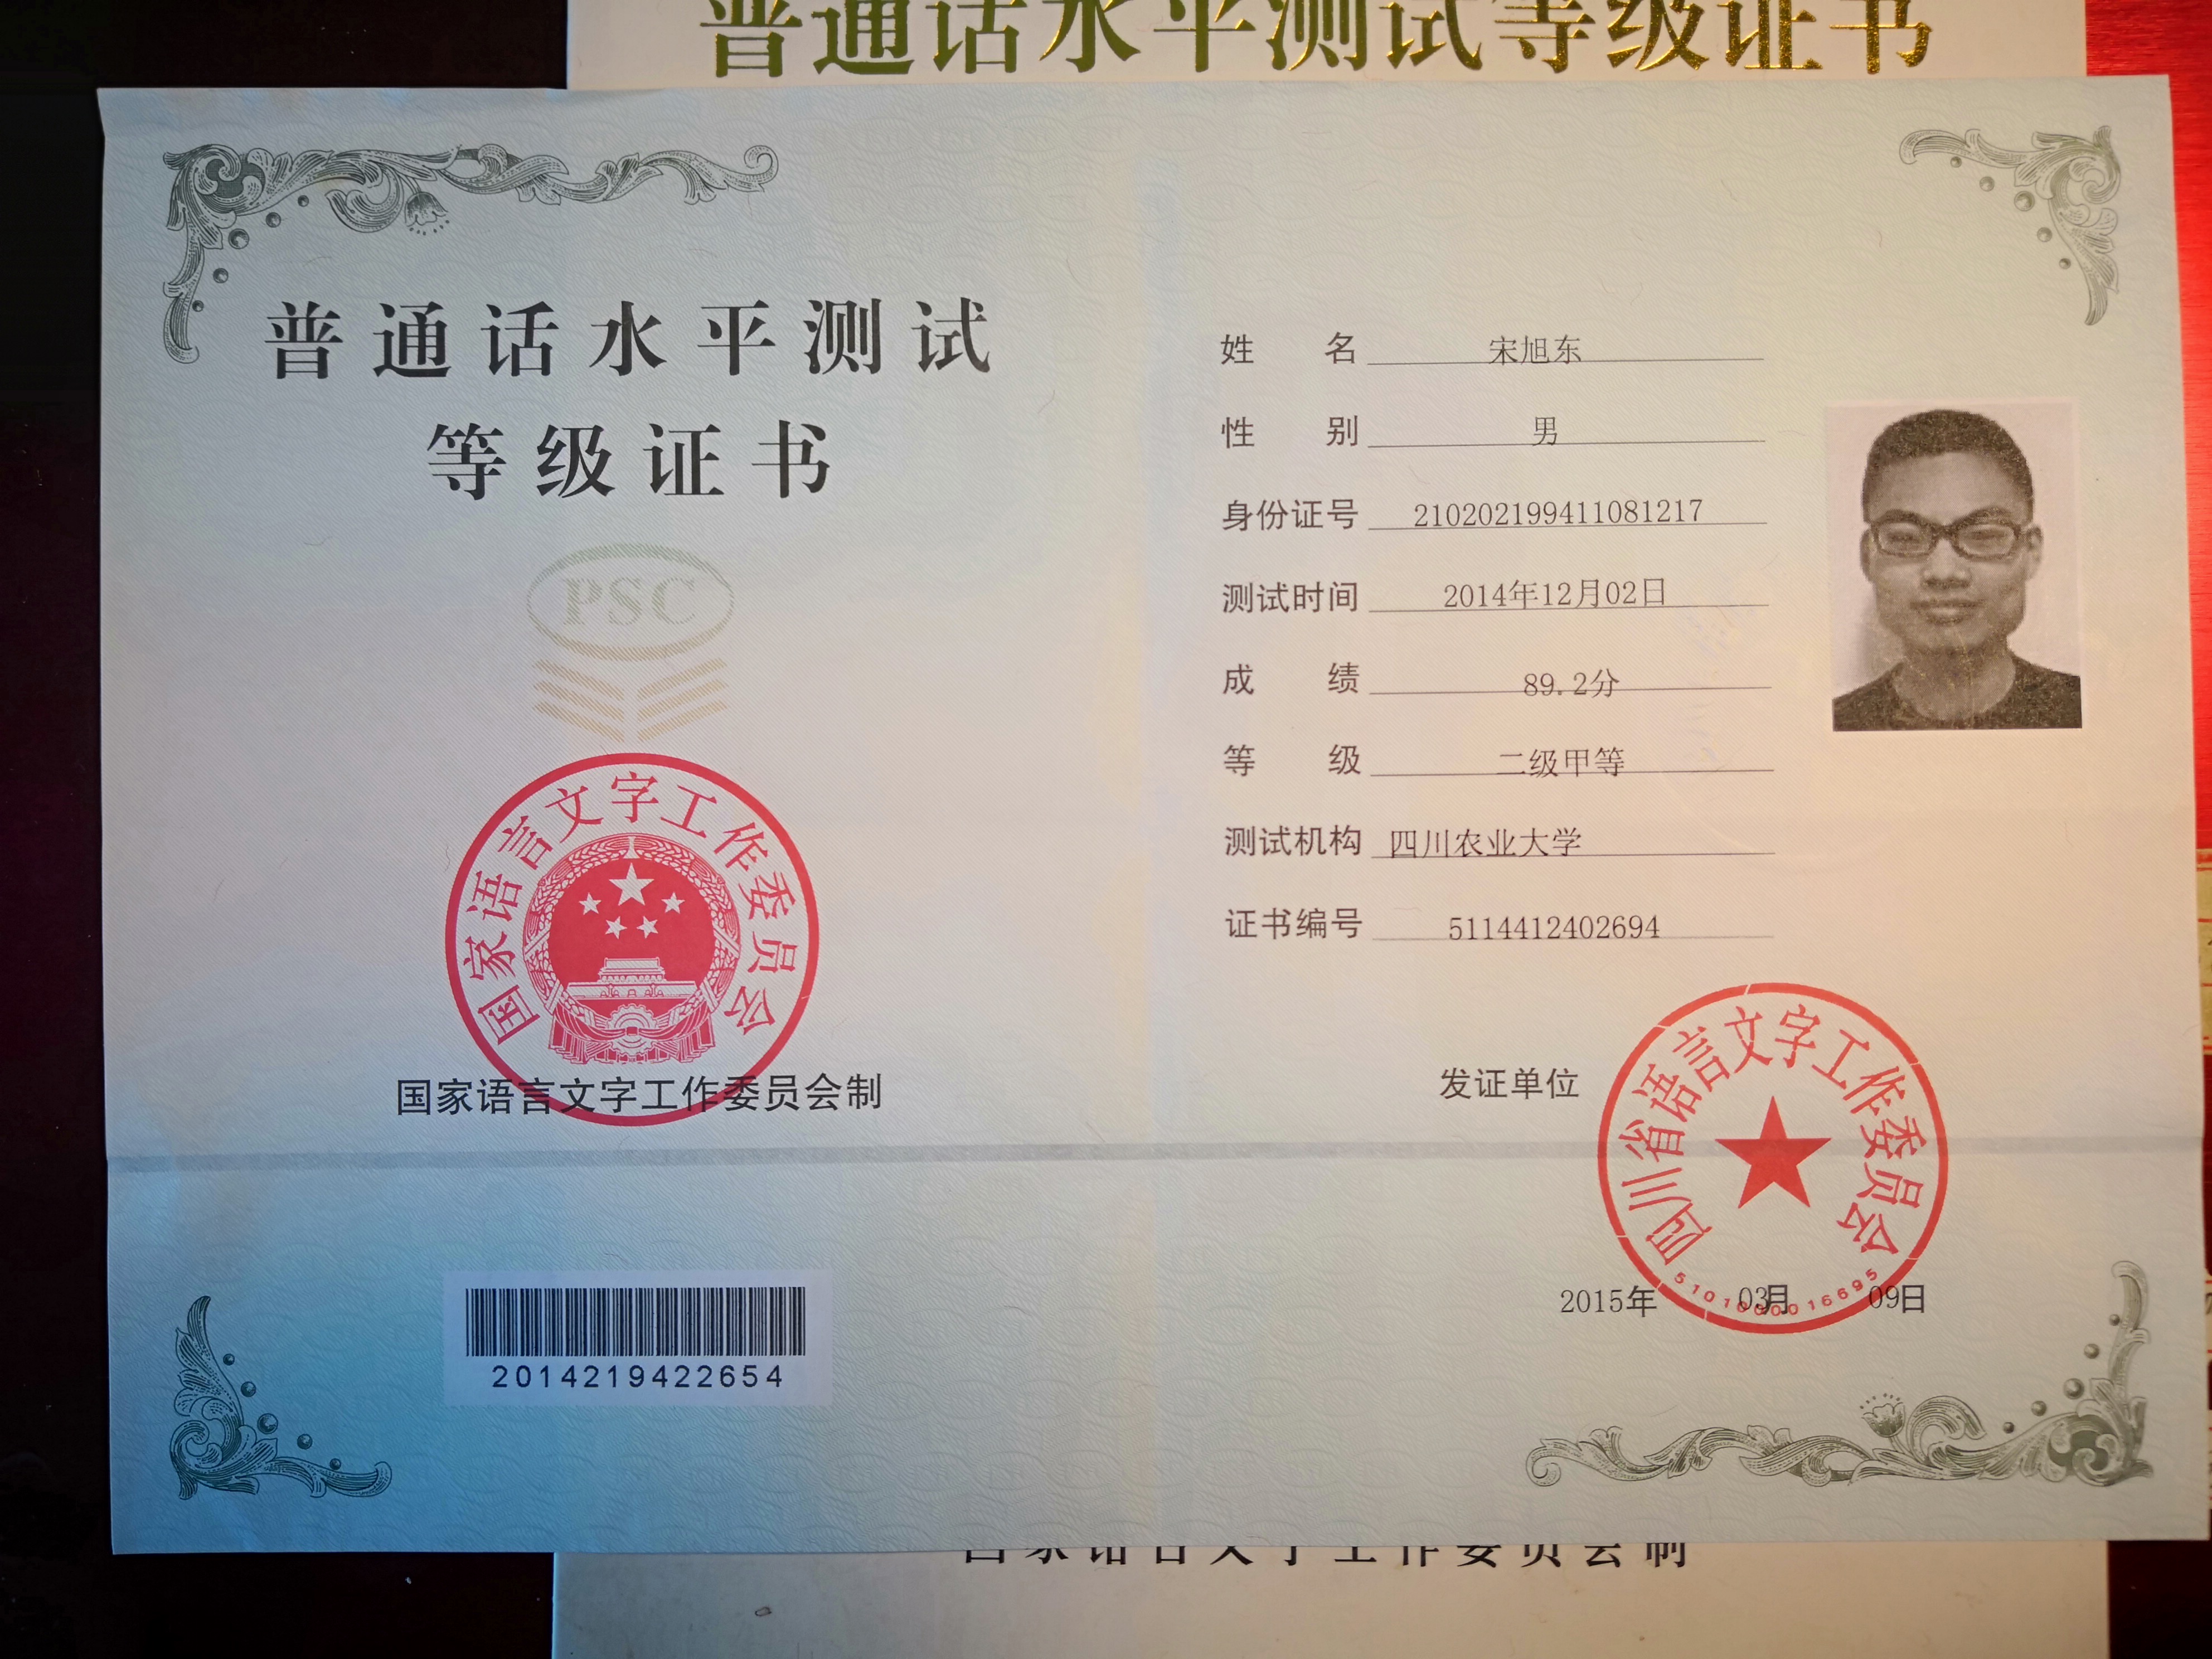 普通话水平测试等级证书
普通话水平测试
等级证书
PSC
国家语言文字工作委员会
国家语言文字工作委员会制
2014219422654
姓名 宋旭东
性别 男
身份证号 210202199411081217
测试时间 2014年12月02日
成绩 89.2分
等级 二级甲等
测试机构 四川农业大学
证书编号 5114412402694
发证单位
四川省语言文字工作委员会
2015年 03月 09日
5101000016695
国家语言文字工作委员会制